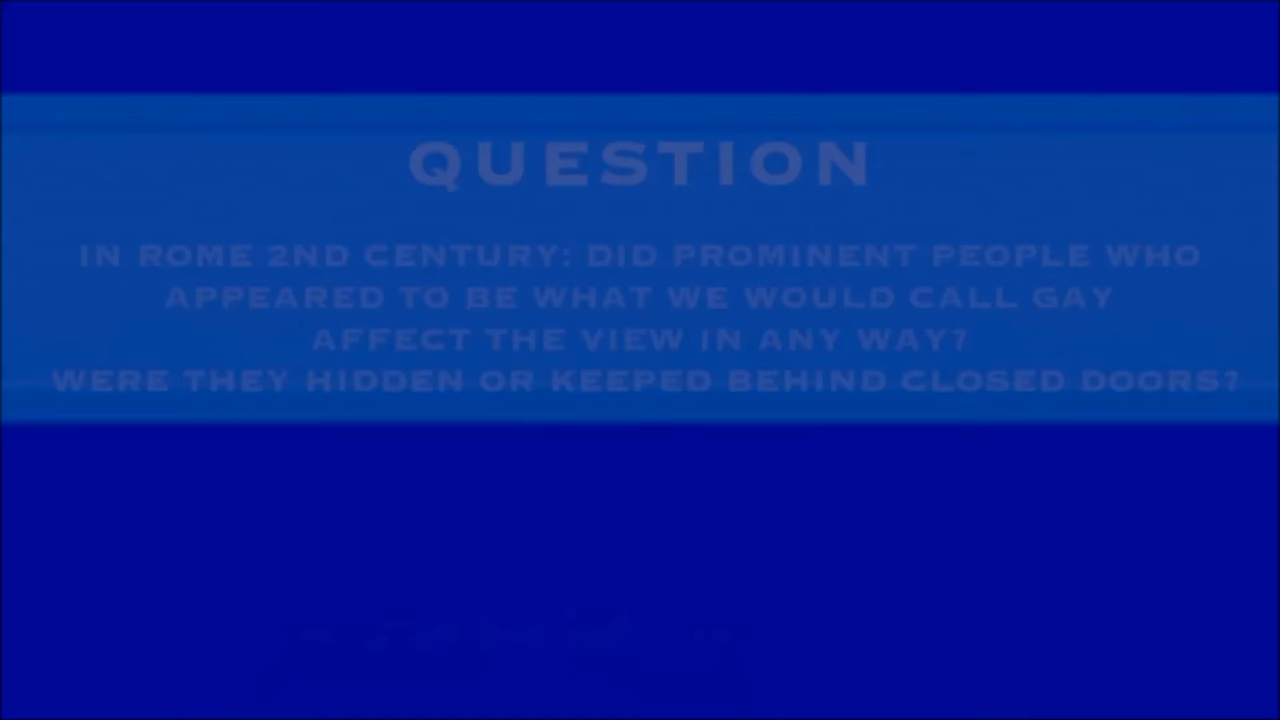 QUESTION
IN ROME 2ND CENTURY: DID PROMINENT PEOPLE WHO
APPEARED TO BE WHAT WE WOULD CALL GAY
AFFECT THE VIEW IN ANY WAY?
WERE THEY HIDDEN OR KEEPED BEHIND CLOSED DOORS?